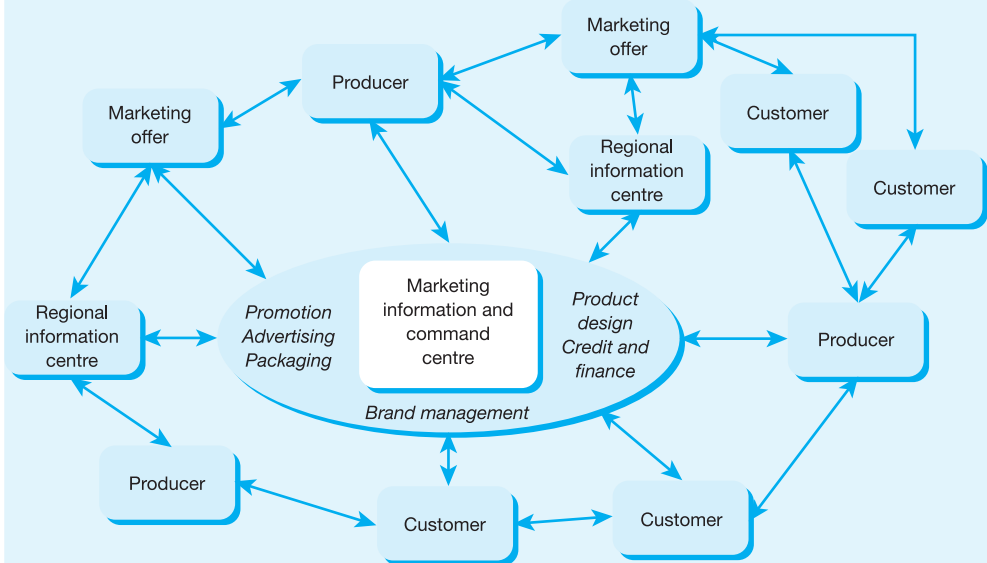 Marketing
offer
Producer
Marketing
offer
Customer
Regional
information
centre
Customer
Marketing
information and
command
centre
Promotion
Advertising
Packaging
Product
design
Credit and
finance
Brand management
Regional
information
centre
Producer
Producer
Customer
Customer